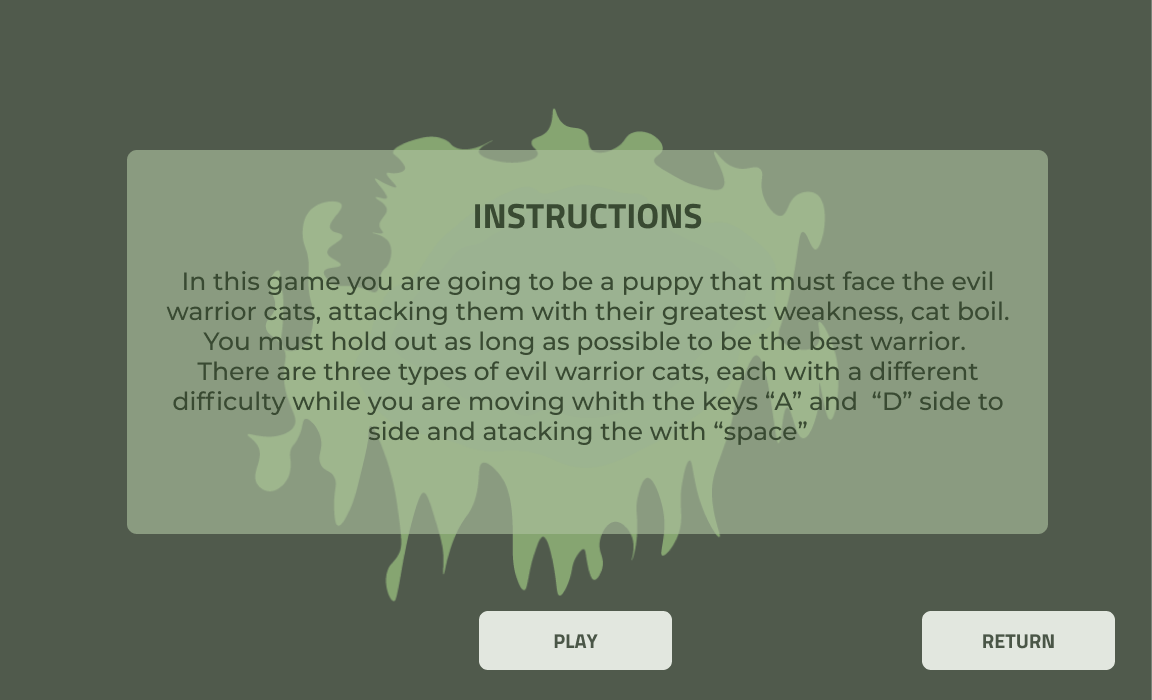 INSTRUCTIONS
In this game you are going to be a puppy that must face the evil
warrior cats, attacking them with their greatest weakness, cat boil.
You must hold out as long as possible to be the best warrior.
There are three types of evil warrior cats, each with a different
difficulty while you are moving whith the keys “A” and  “D” side to
side and atacking the with “space”
PLAY
RETURN